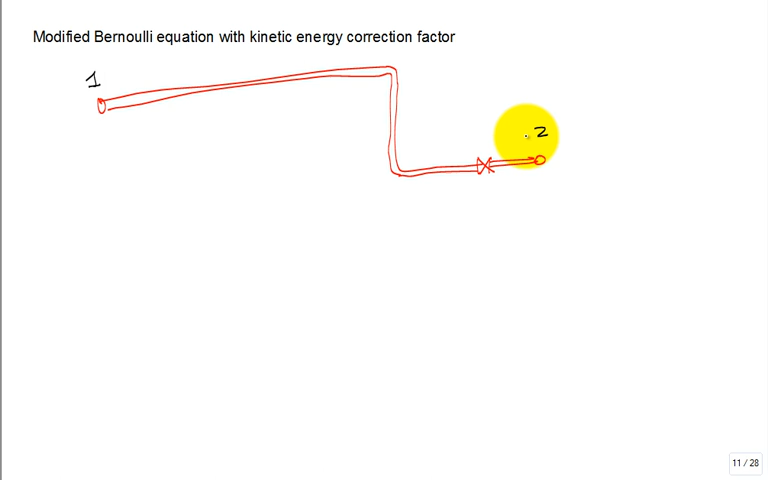 Modified Bernoulli equation with kinetic energy correction factor
1
2
11 / 28